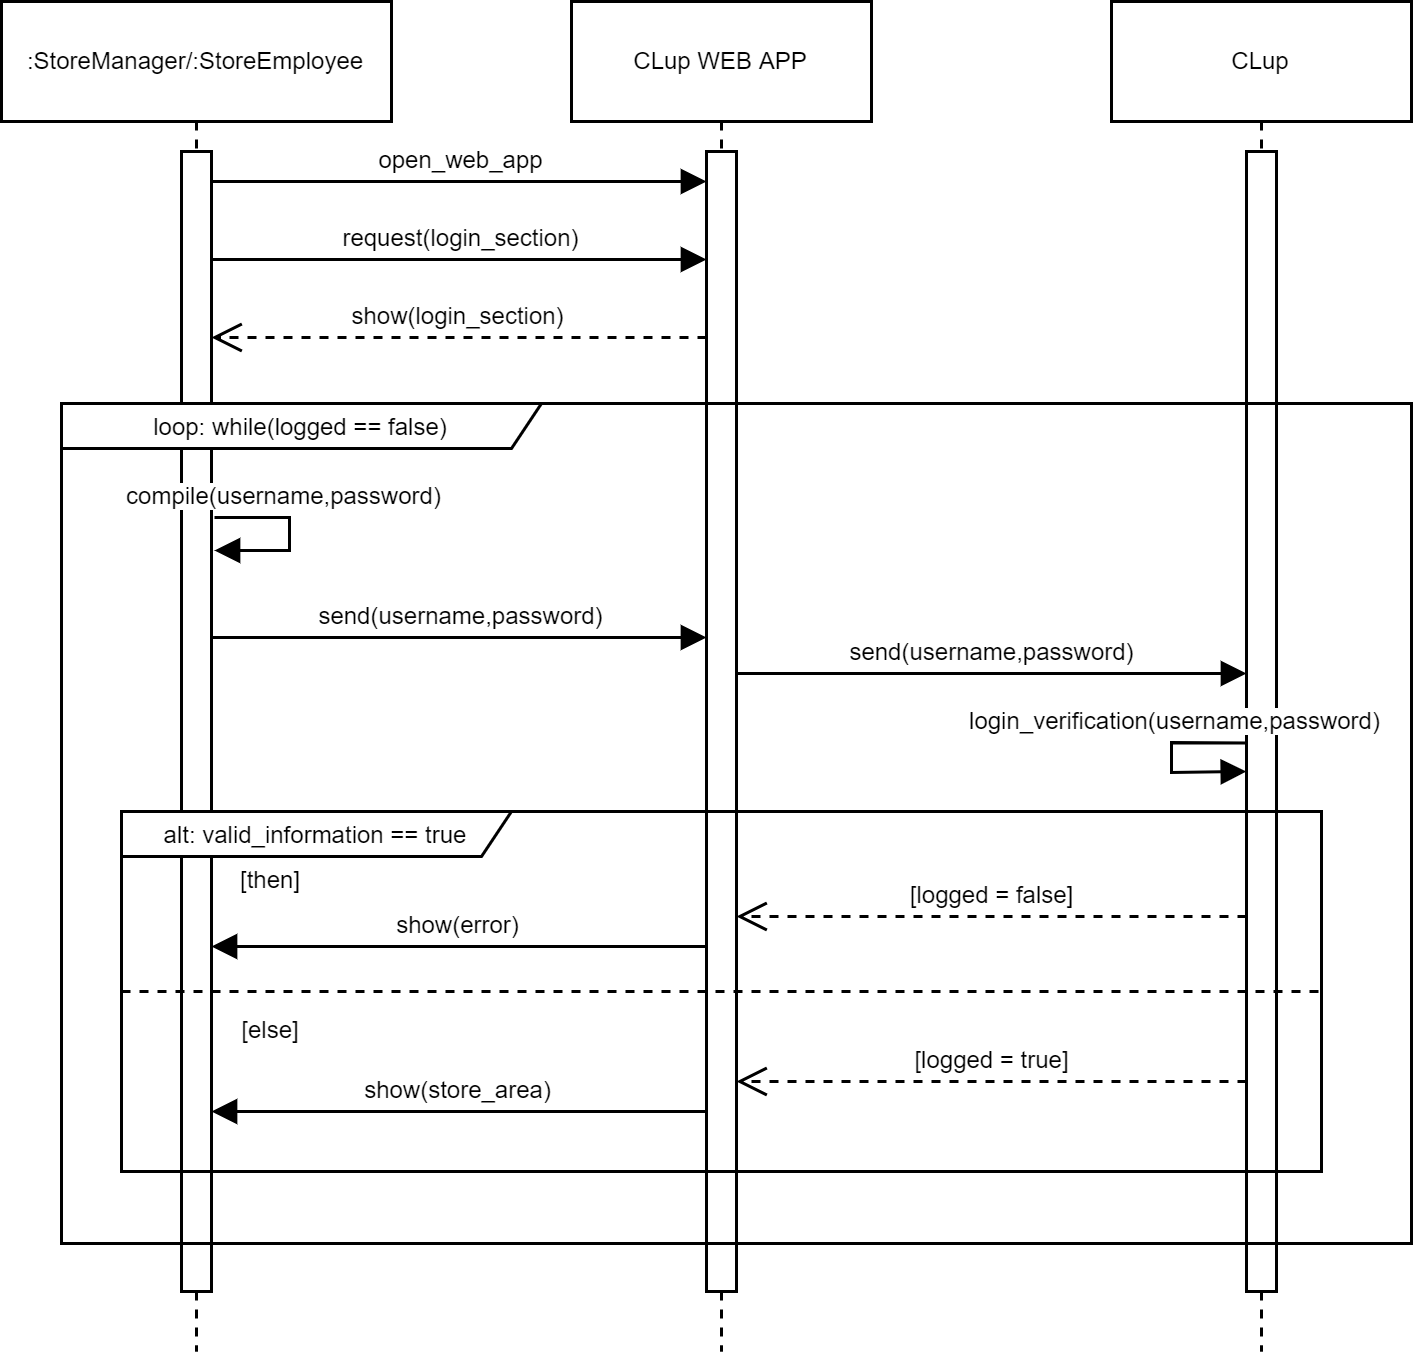 :StoreManager/:StoreEmployee
CLup WEB APP
CLup
open_web_app
request(login_section)
show(login_section)
loop: while(logged == false)
compile(username,password)
send(username,password)
send(username,password)
login_verification(username,password)
alt: valid_information == true
[then]
[logged = false]
show(error)
[else]
[logged = true]
show(store_area)